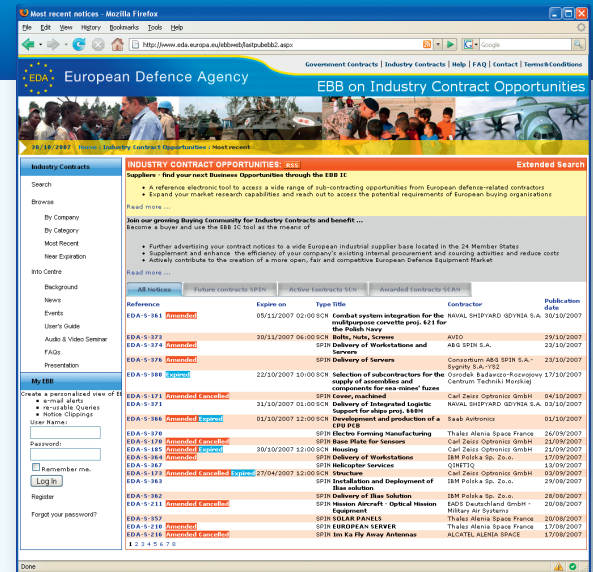 Most recent notices - Mozilla Firefox
File Edit View History Bookmarks Tools Help
http://www.eda.europa.eu/ebbweb/lastpubebb2.aspx
Google
Government Contracts | Industry Contracts | Help | FAQ | Contact | Terms&Conditions
EDA European Defence Agency
EBB on Industry Contract Opportunities
30/10/2007 Home : Industry Contract Opportunities : Most recent
Industry Contracts
Search
Browse
By Company
By Category
Most Recent
Near Expiration
Info Centre
Background
News
Events
User's Guide
Audio & Video Seminar
FAQs
Presentation
My EBB
Create a personalised view of EB
e-mail alerts
re-usable Queries
Notice Clippings
User Name:
Password:
Remember me.
Log In
Register
Forgot your password?
INDUSTRY CONTRACT OPPORTUNITIES: RSS Extended Search
Suppliers - find your next Business Opportunities through the EBB IC
A reference electronic tool to access a wide range of sub-contracting opportunities from European defence-related contractors
Expand your market research capabilities and reach out to access the potential requirements of European buying organisations
Read more ...
Join our growing Buying Community for Industry Contracts and benefit ...
Become a buyer and use the EBB IC tool as the means of
Further advertising your contract notices to a wide European industrial supplier base located in the 24 Member States
Supplement and enhance the efficiency of your company's existing internal procurement and sourcing activities and reduce costs
Actively contribute to the creation of a more open, fair and competitive European Defence Equipment Market
Read more ...
All Notices Future contracts SPIN Active Contracts SCN Awarded Contracts SCAN
Reference Expire on Type Title Contractor Publication date
EDA-S-361 Amended 05/11/2007 02:00 SCN Combat system integration for the NAVAL SHIPYARD GDYNIA S.A. 30/10/2007
mulitpurpose corvette proj. 621 for
the Polish Navy
EDA-S-373 30/11/2007 06:00 SCN Bolts, Nuts, Screws AVIO 29/10/2007
EDA-S-374 Amended SPIN Delivery of Workstations and ABG SPIN S.A. 23/10/2007
Servers
EDA-S-376 Amended SPIN Delivery of Servers Consortium ABG SPIN S.A.- 23/10/2007
Sygnity S.A.-YS2
EDA-S-380 Expired 22/10/2007 10:00 SCN Selection of subcontractors for the Osrodek Badawczo-Rozwojowy 17/10/2007
supply of assemblies and Centrum Techniki Morskiej
components for sea-mines' fuzes
EDA-S-171 Amended Cancelled SPIN Cover, machined Carl Zeiss Optronics GmbH 04/10/2007
EDA-S-371 31/10/2007 01:00 SCN Delivery of Integrated Logistic NAVAL SHIPYARD GDYNIA S.A. 03/10/2007
Support for ships proj. 660M
EDA-S-366 Amended Expired 01/10/2007 12:00 SCN Development and production of a Saab Avitronics 01/10/2007
CPU PCB
EDA-S-370 SPIN Electro Forming Manufacturing Thales Alenia Space France 26/09/2007
EDA-S-170 Amended Cancelled SPIN Base Plate for Sensors Carl Zeiss Optronics GmbH 21/09/2007
EDA-S-185 Amended Expired 30/10/2007 12:00 SCN Housing Carl Zeiss Optronics GmbH 21/09/2007
EDA-S-364 Amended SPIN Delivery of Workstations IBM Polska Sp. Zo.o. 17/09/2007
EDA-S-367 SPIN Helicopter Services QINETIQ 13/09/2007
EDA-S-173 Amended Cancelled Expired 27/04/2007 12:00 SCN Structure Carl Zeiss Optronics GmbH 03/09/2007
EDA-S-363 SPIN Installation and Deployment of IBM Polska Sp. Zo.o. 29/08/2007
Ilias solution
EDA-S-362 SPIN Delivery of Ilias Solution IBM Polska Sp. Zo.o. 28/08/2007
EDA-S-211 Amended Cancelled SPIN Mission Aircraft - Optical Mission EADS Deutschland GmbH - 20/08/2007
Equipment Military Air Systems
EDA-S-357 SPIN SOLAR PANELS Thales Alenia Space France 20/08/2007
EDA-S-210 Amended SPIN EUROPEAN SERVER Thales Alenia Space France 17/08/2007
EDA-S-216 Amended Cancelled SPIN Im Ka Fly Away Antennas ALCATEL ALENIA SPACE 17/08/2007
1 2 3 4 5 6 7 8
Done